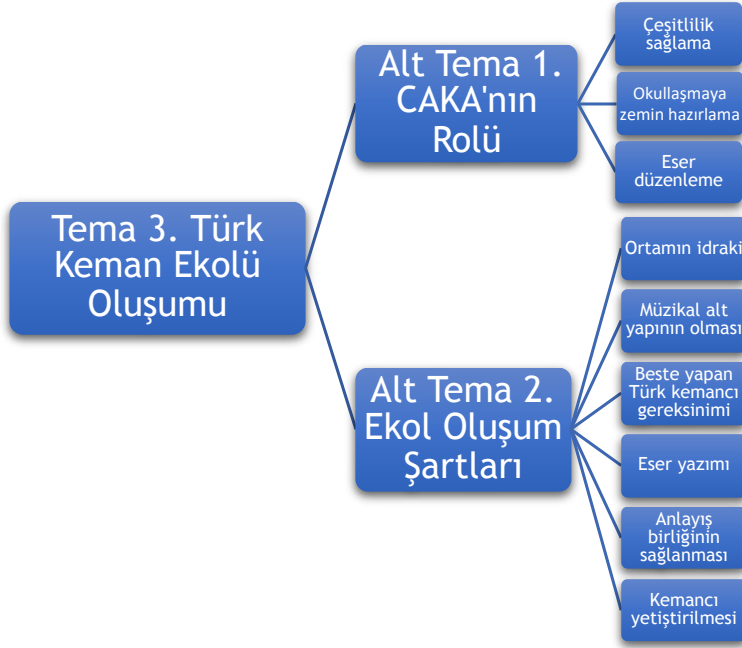 Tema 3. Türk
Keman Ekolü
Oluşumu
Alt Tema 1.
CAKA'nın
Rolü
Çeşitlilik
sağlama
Okullaşmaya
zemin hazırlama
Eser
düzenleme
Alt Tema 2.
Ekol Oluşum
Şartları
Ortamın idraki
Müzikal alt
yapının olması
Beste yapan
Türk kemancı
gereksinimi
Eser yazımı
Anlayış
birliğinin
sağlanması
Kemancı
yetiştirilmesi